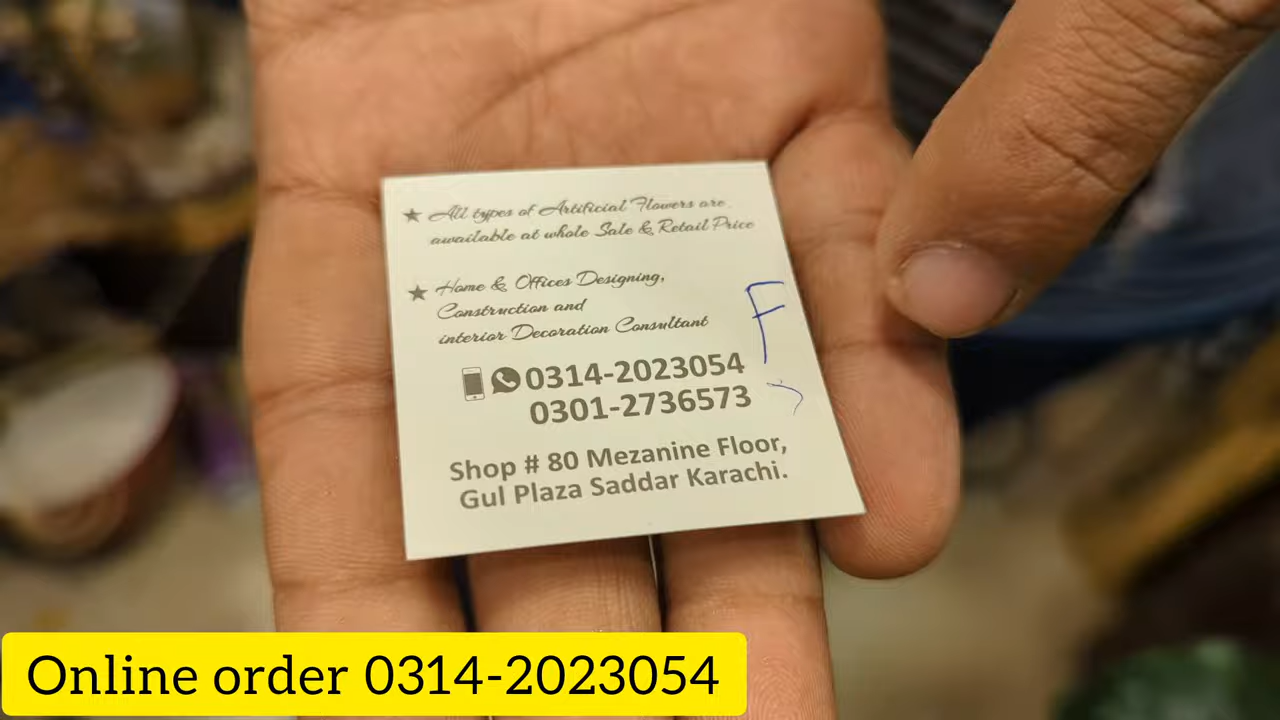 ★ All types of Artificial Flowers are
available at whole Sale & Retail Price
★ Home & Offices Designing,
Construction and
interior Decoration Consultant
F
0314-2023054
0301-2736573
Shop # 80 Mezanine Floor,
Gul Plaza Saddar Karachi.
Online order 0314-2023054